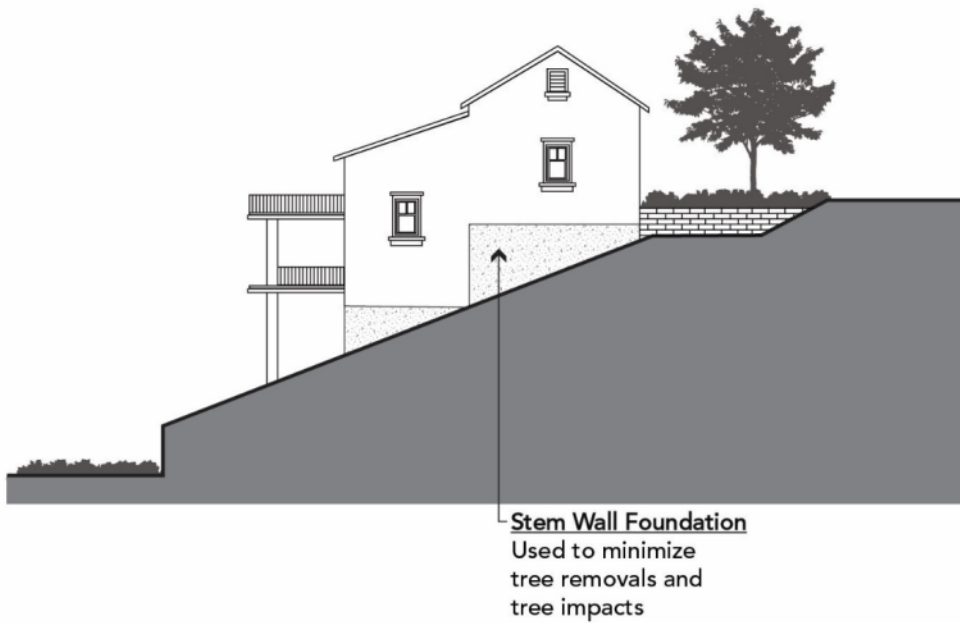 Stem Wall Foundation
Used to minimize
tree removals and
tree impacts